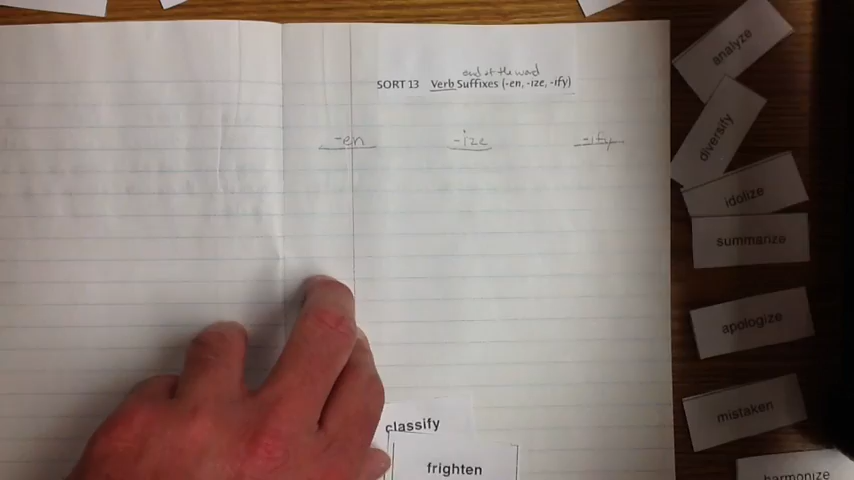 end of the word
SORT 13 Verb Suffixes (-en, -ize, -ify)
-en -ize -ify
analyze
diversify
idolize
summarize
apologize
mistaken
harmonize
classify
frighten